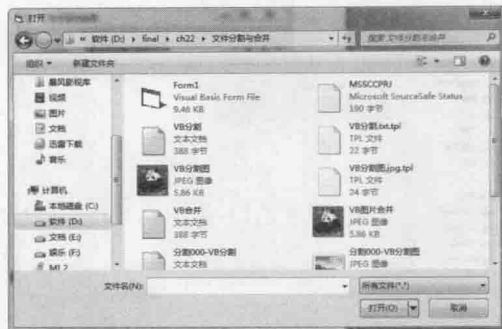 打开
« 软件 (D:) ▸ final ▸ ch22 ▸ 文件分割与合并
搜索 文件分割与合并
组织 ▾ 新建文件夹
暴风影视库
视频
图片
文档
迅雷下载
音乐
计算机
本地磁盘 (C:)
软件 (D:)
文档 (E:)
娱乐 (F:)
Form1
Visual Basic Form File
9.46 KB
MSSCCPRJ
Microsoft SourceSafe Status
190 字节
VB分割
文本文档
388 字节
VB分割.txt.tpl
TPL 文件
22 字节
VB分割图
JPEG 图像
5.86 KB
VB分割图.jpg.tpl
TPL 文件
24 字节
VB合并
文本文档
388 字节
VB图片合并
JPEG 图像
5.86 KB
分割000-VB分割
文本文档
分割000-VB分割图
JPEG 图像
文件名(N):
所有文件(*.*)
打开(O)
取消